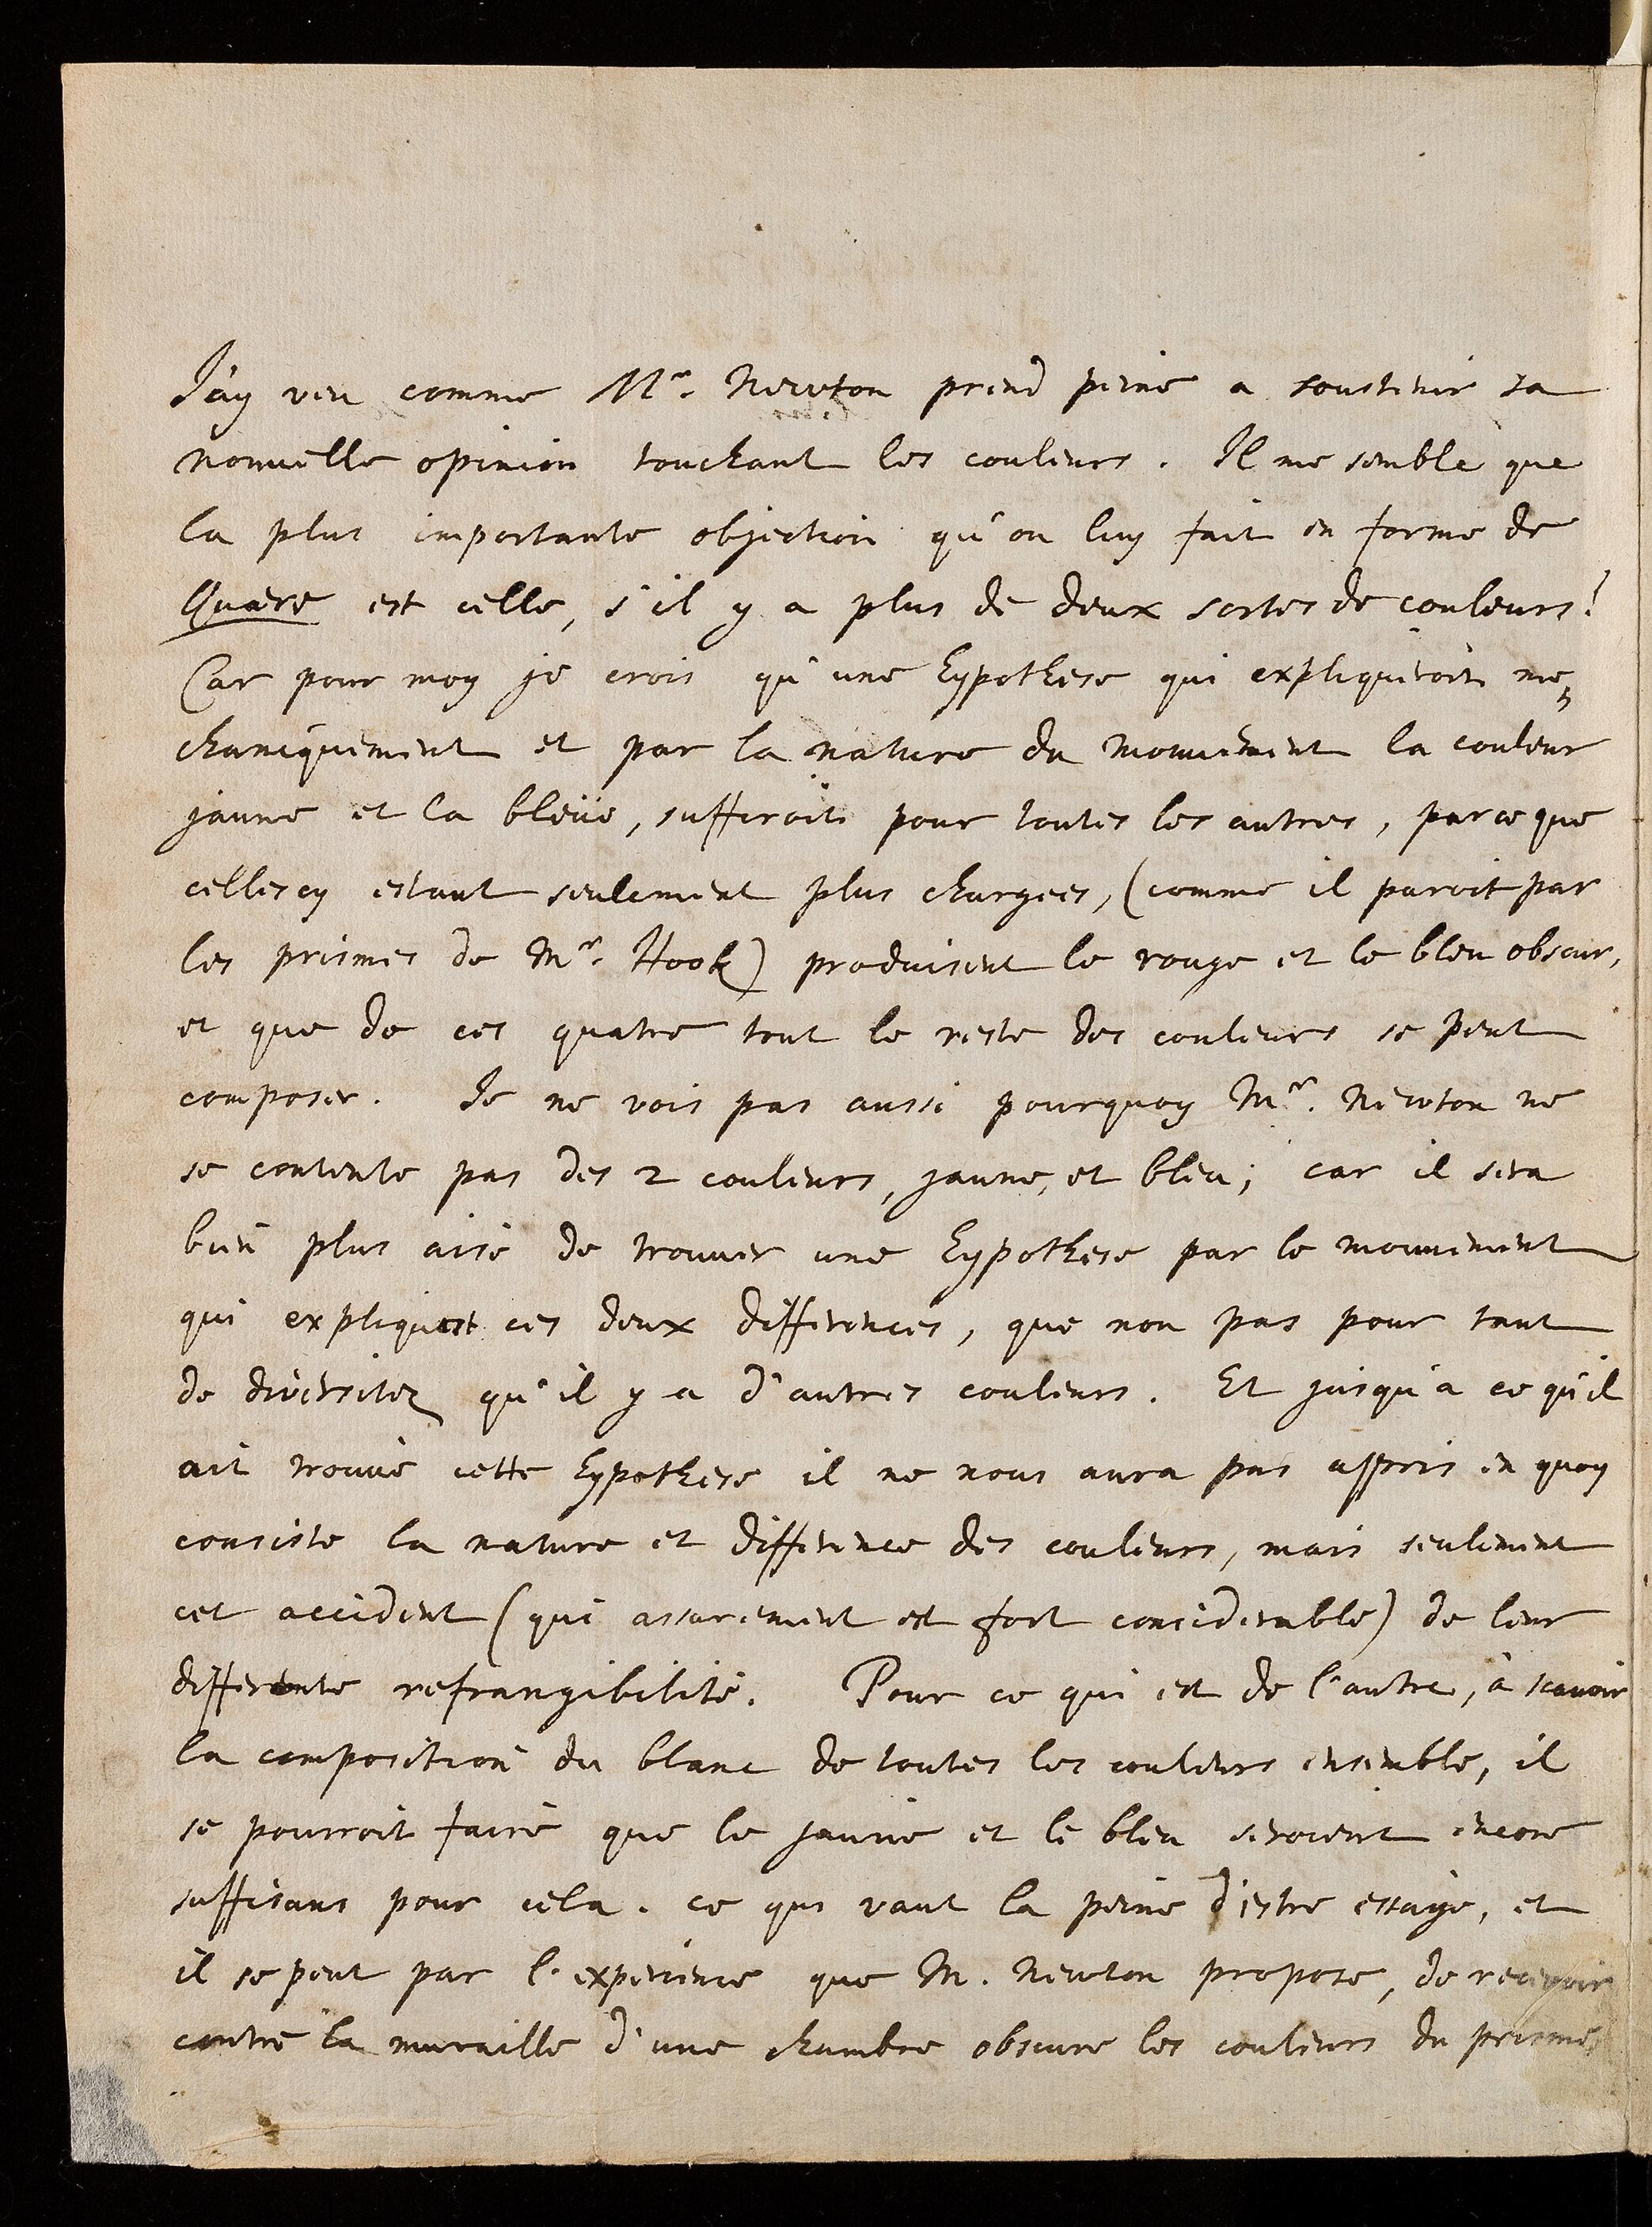 J'ay veu comme Mr. Newton prend peine a soustenir sa
nouvelle opinion touchant les couleurs. Il me semble que
la plus importante objection qu'on luy fait en forme de
Quære est celle, s'il y a plus de deux sortes de couleurs?
Car pour moy je crois qu'une hypothese qui expliqueroit me=
chaniquement et par la nature du mouvement la couleur
jaune et la bleüe, suffiroit pour toutes les autres, parce que
celles cy estant seulement plus chargees, (comme il paroit par
les prismes de Mr. Hook) produisent le rouge et le bleu obscur,
et que de ces quatre tout le reste des couleurs se peut
composer. Je ne vois pas aussi pourquoy Mr. Newton ne
se contente pas des 2 couleurs, jaune, et bleu; car il sera
bien plus aisé de trouver une hypothese par le mouvement
qui expliquast ces deux differences, que non pas pour tant
de diversitez qu'il y a d'autres couleurs. Et jusqu'a ce qu'il
ait trouvé cette hypothese il ne nous aura pas appris en quoy
consiste la nature et difference des couleurs, mais seulement
cet accident (qui assurement est fort considerable) de leur
differente refrangibilité. Pour ce qui est de l'autre, à scavoir
la composition du blanc de toutes les couleurs ensemble, il
se pourroit faire que le jaune et le bleu seroient encore
suffisans pour cela. ce qui vaut la peine d'estre essayé, et
il se peut par l'experience que M. Newton propose, de recevoir
contre la muraille d'une chambre obscure les couleurs du prisme,